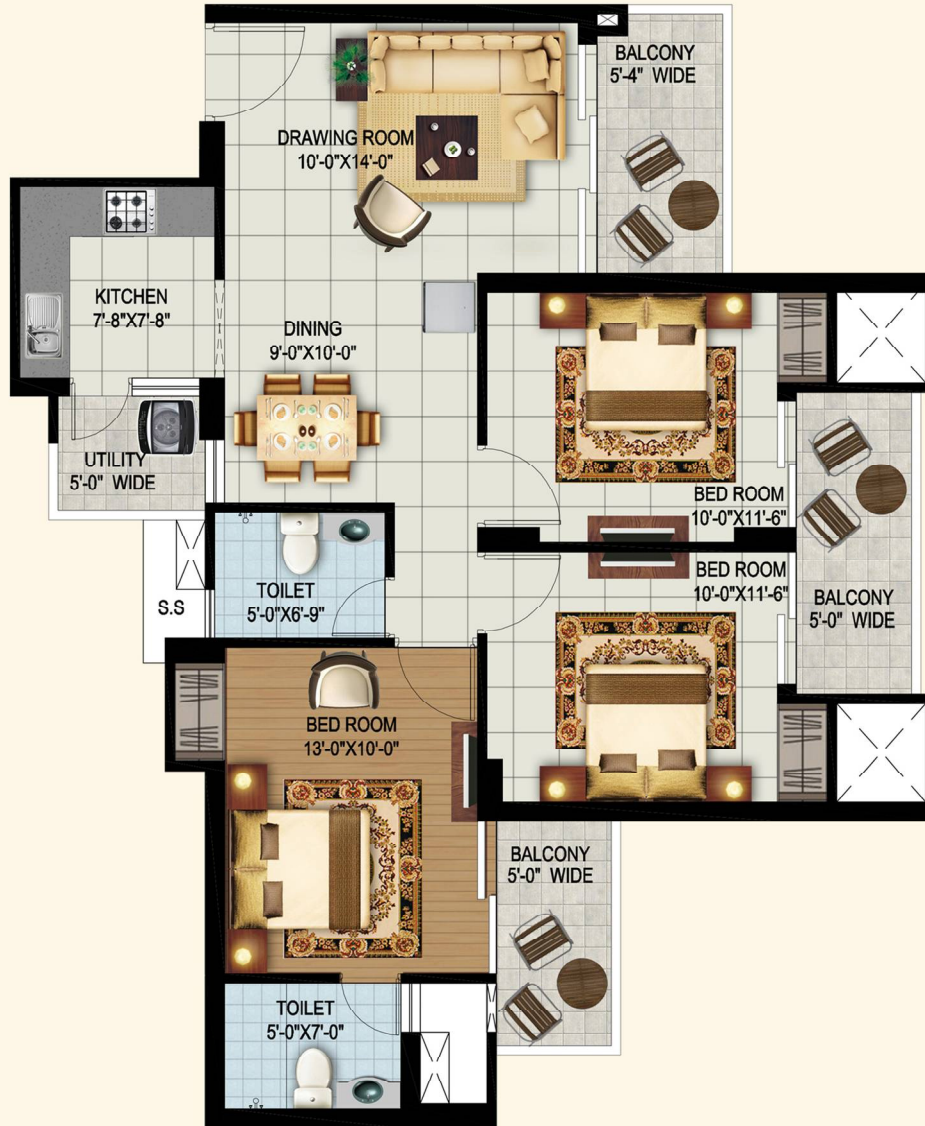 BALCONY
5'-4" WIDE
DRAWING ROOM
10'-0"X14'-0"
KITCHEN
7'-8"X7'-8"
DINING
9'-0"X10'-0"
UTILITY
5'-0" WIDE
BED ROOM
10'-0"X11'-6"
BED ROOM
10'-0"X11'-6"
BALCONY
5'-0" WIDE
TOILET
5'-0"X6'-9"
S.S
BED ROOM
13'-0"X10'-0"
BALCONY
5'-0" WIDE
TOILET
5'-0"X7'-0"